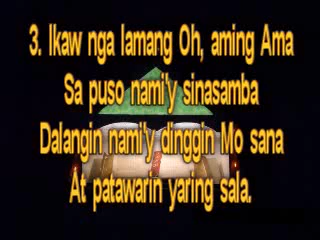 3. Ikaw nga lamang Oh, aming Ama
Sa puso nami'y sinasamba
Dalangin nami'y dinggin Mo sana
At patawarin yaring sala.